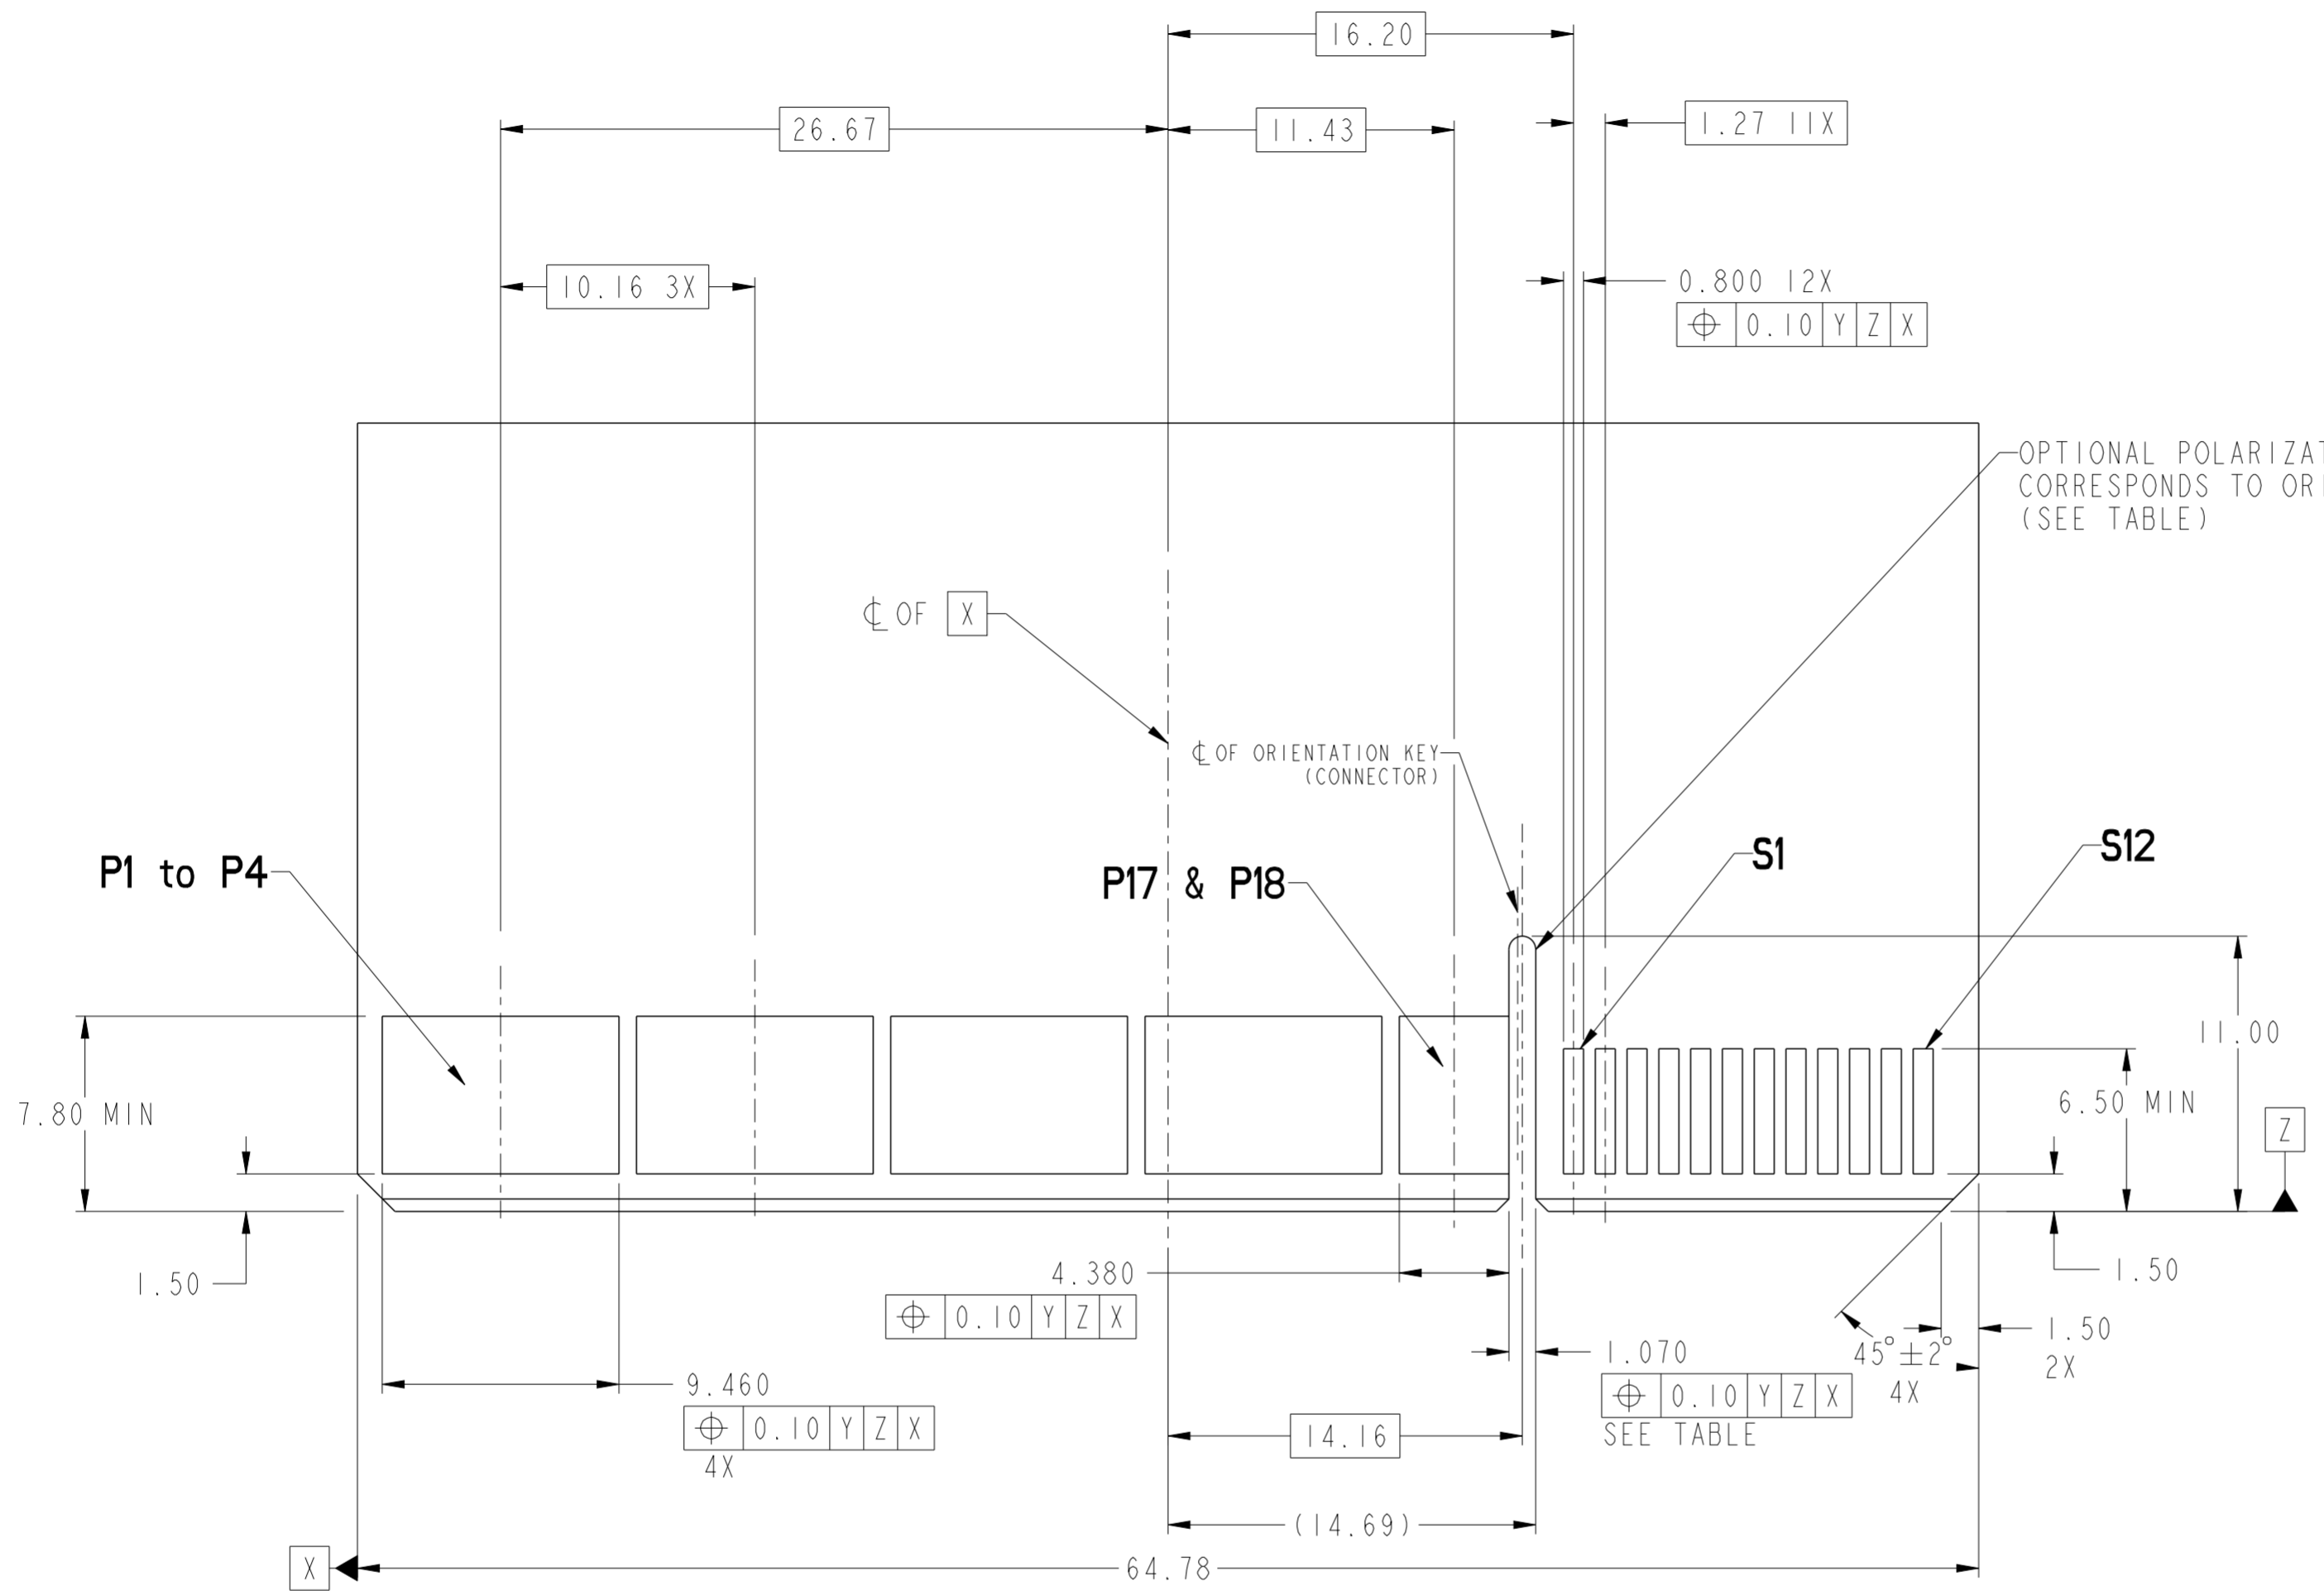 16.20
26.67
11.43
1.27 11X
10.16 3X
0.800 12X
⌖ 0.10 Y Z X
OPTIONAL POLARIZAT
CORRESPONDS TO OR
(SEE TABLE)
℄ OF X
℄ OF ORIENTATION KEY
(CONNECTOR)
P1 to P4
P17 & P18
S1
S12
11.00
7.80 MIN
6.50 MIN
Z
1.50
4.380
⌖ 0.10 Y Z X
1.50
1.50
2X
45°±2°
4X
1.070
⌖ 0.10 Y Z X
SEE TABLE
9.460
⌖ 0.10 Y Z X
4X
14.16
(14.69)
X
64.78